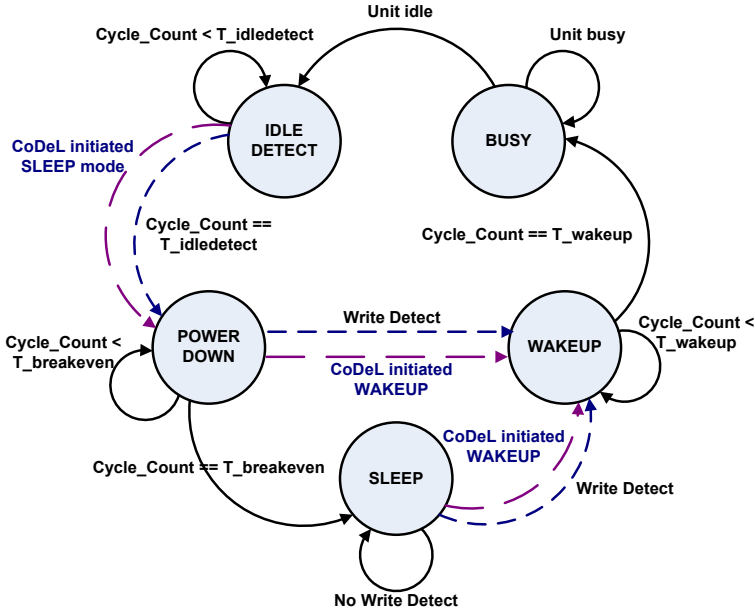 Unit idle
Cycle_Count < T_idledetect
Unit busy
IDLE
DETECT
BUSY
CoDeL initiated
SLEEP mode
Cycle_Count ==
T_idledetect
Cycle_Count == T_wakeup
Write Detect
Cycle_Count <
T_breakeven
POWER
DOWN
WAKEUP
Cycle_Count <
T_wakeup
CoDeL initiated
WAKEUP
CoDeL initiated
WAKEUP
Cycle_Count == T_breakeven
SLEEP
Write Detect
No Write Detect